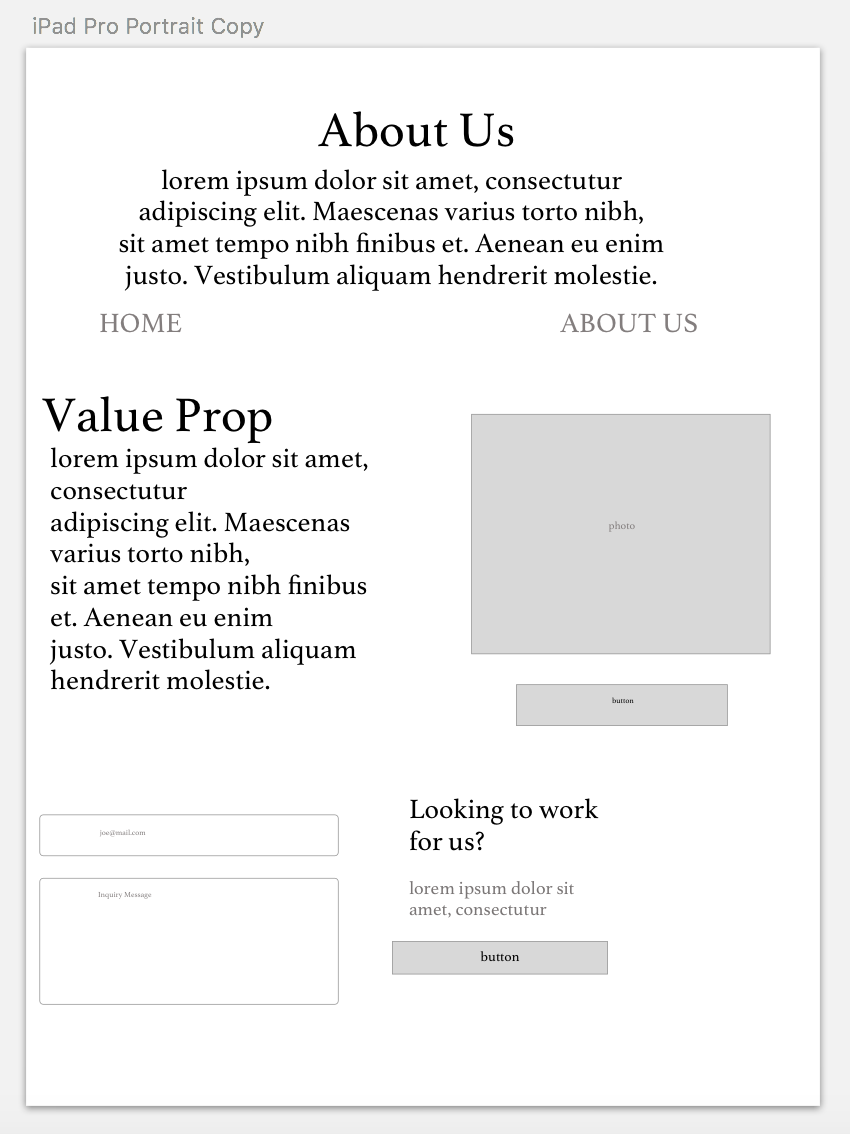 iPad Pro Portrait Copy
About Us
lorem ipsum dolor sit amet, consectutur
adipiscing elit. Maescenas varius torto nibh,
sit amet tempo nibh finibus et. Aenean eu enim
justo. Vestibulum aliquam hendrerit molestie.
HOME
ABOUT US
Value Prop
lorem ipsum dolor sit amet,
consectutur
adipiscing elit. Maescenas
varius torto nibh,
sit amet tempo nibh finibus
et. Aenean eu enim
justo. Vestibulum aliquam
hendrerit molestie.
photo
button
joe@mail.com
Inquiry Message
Looking to work
for us?
lorem ipsum dolor sit
amet, consectutur
button